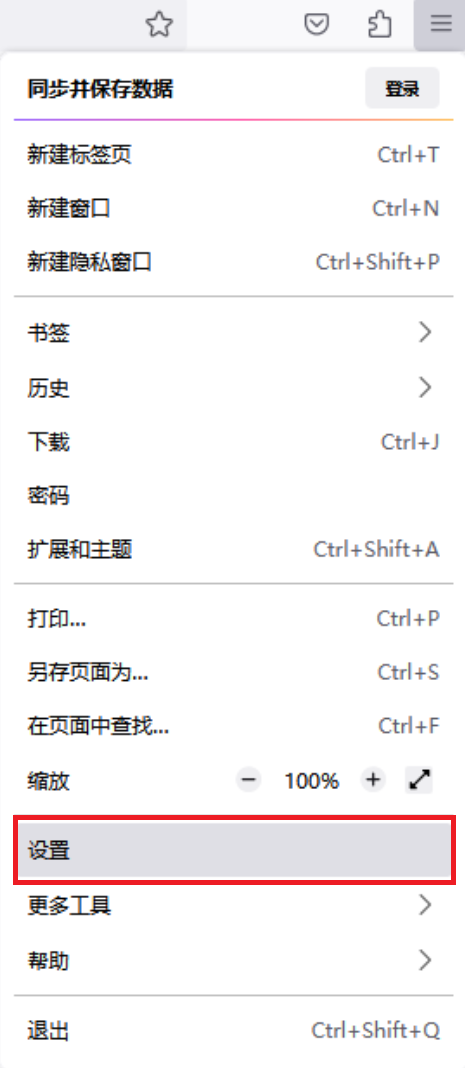 同步并保存数据 登录
新建标签页 Ctrl+T
新建窗口 Ctrl+N
新建隐私窗口 Ctrl+Shift+P
书签
历史
下载 Ctrl+J
密码
扩展和主题 Ctrl+Shift+A
打印... Ctrl+P
另存页面为... Ctrl+S
在页面中查找... Ctrl+F
缩放 − 100% +
设置
更多工具
帮助
退出 Ctrl+Shift+Q